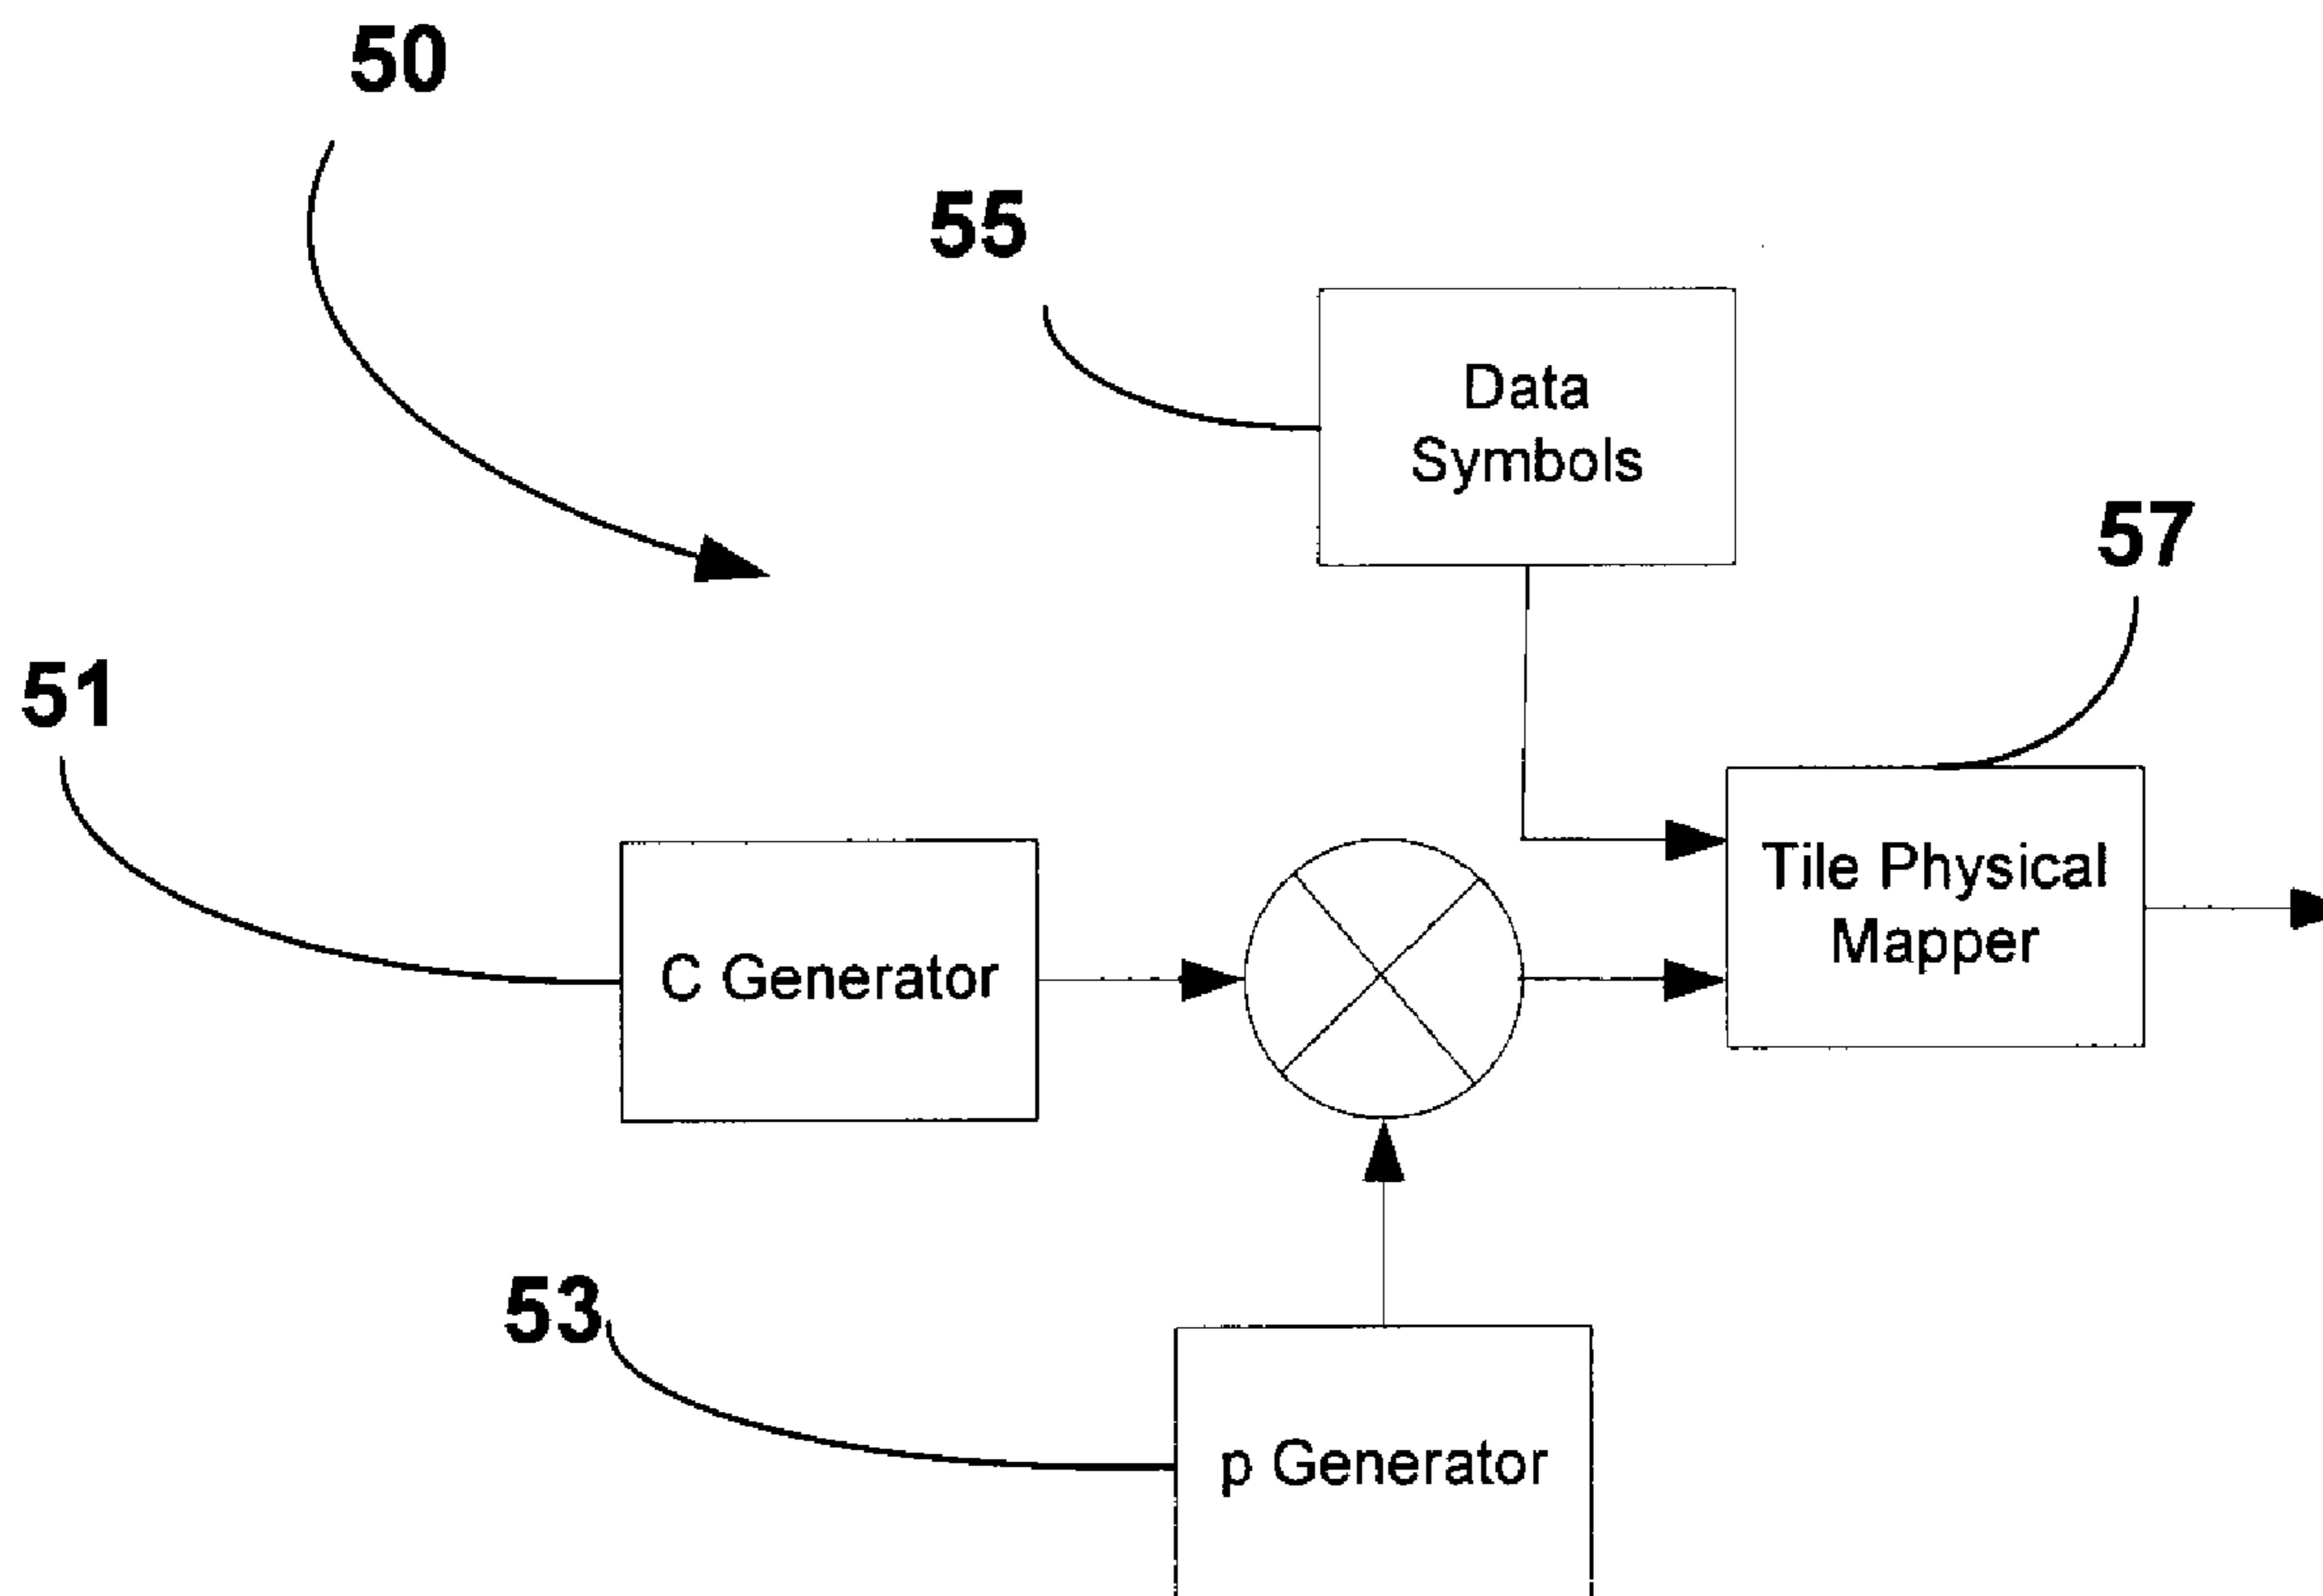 50
55
Data
Symbols
57
51
Tile Physical
Mapper
C Generator
53
p Generator